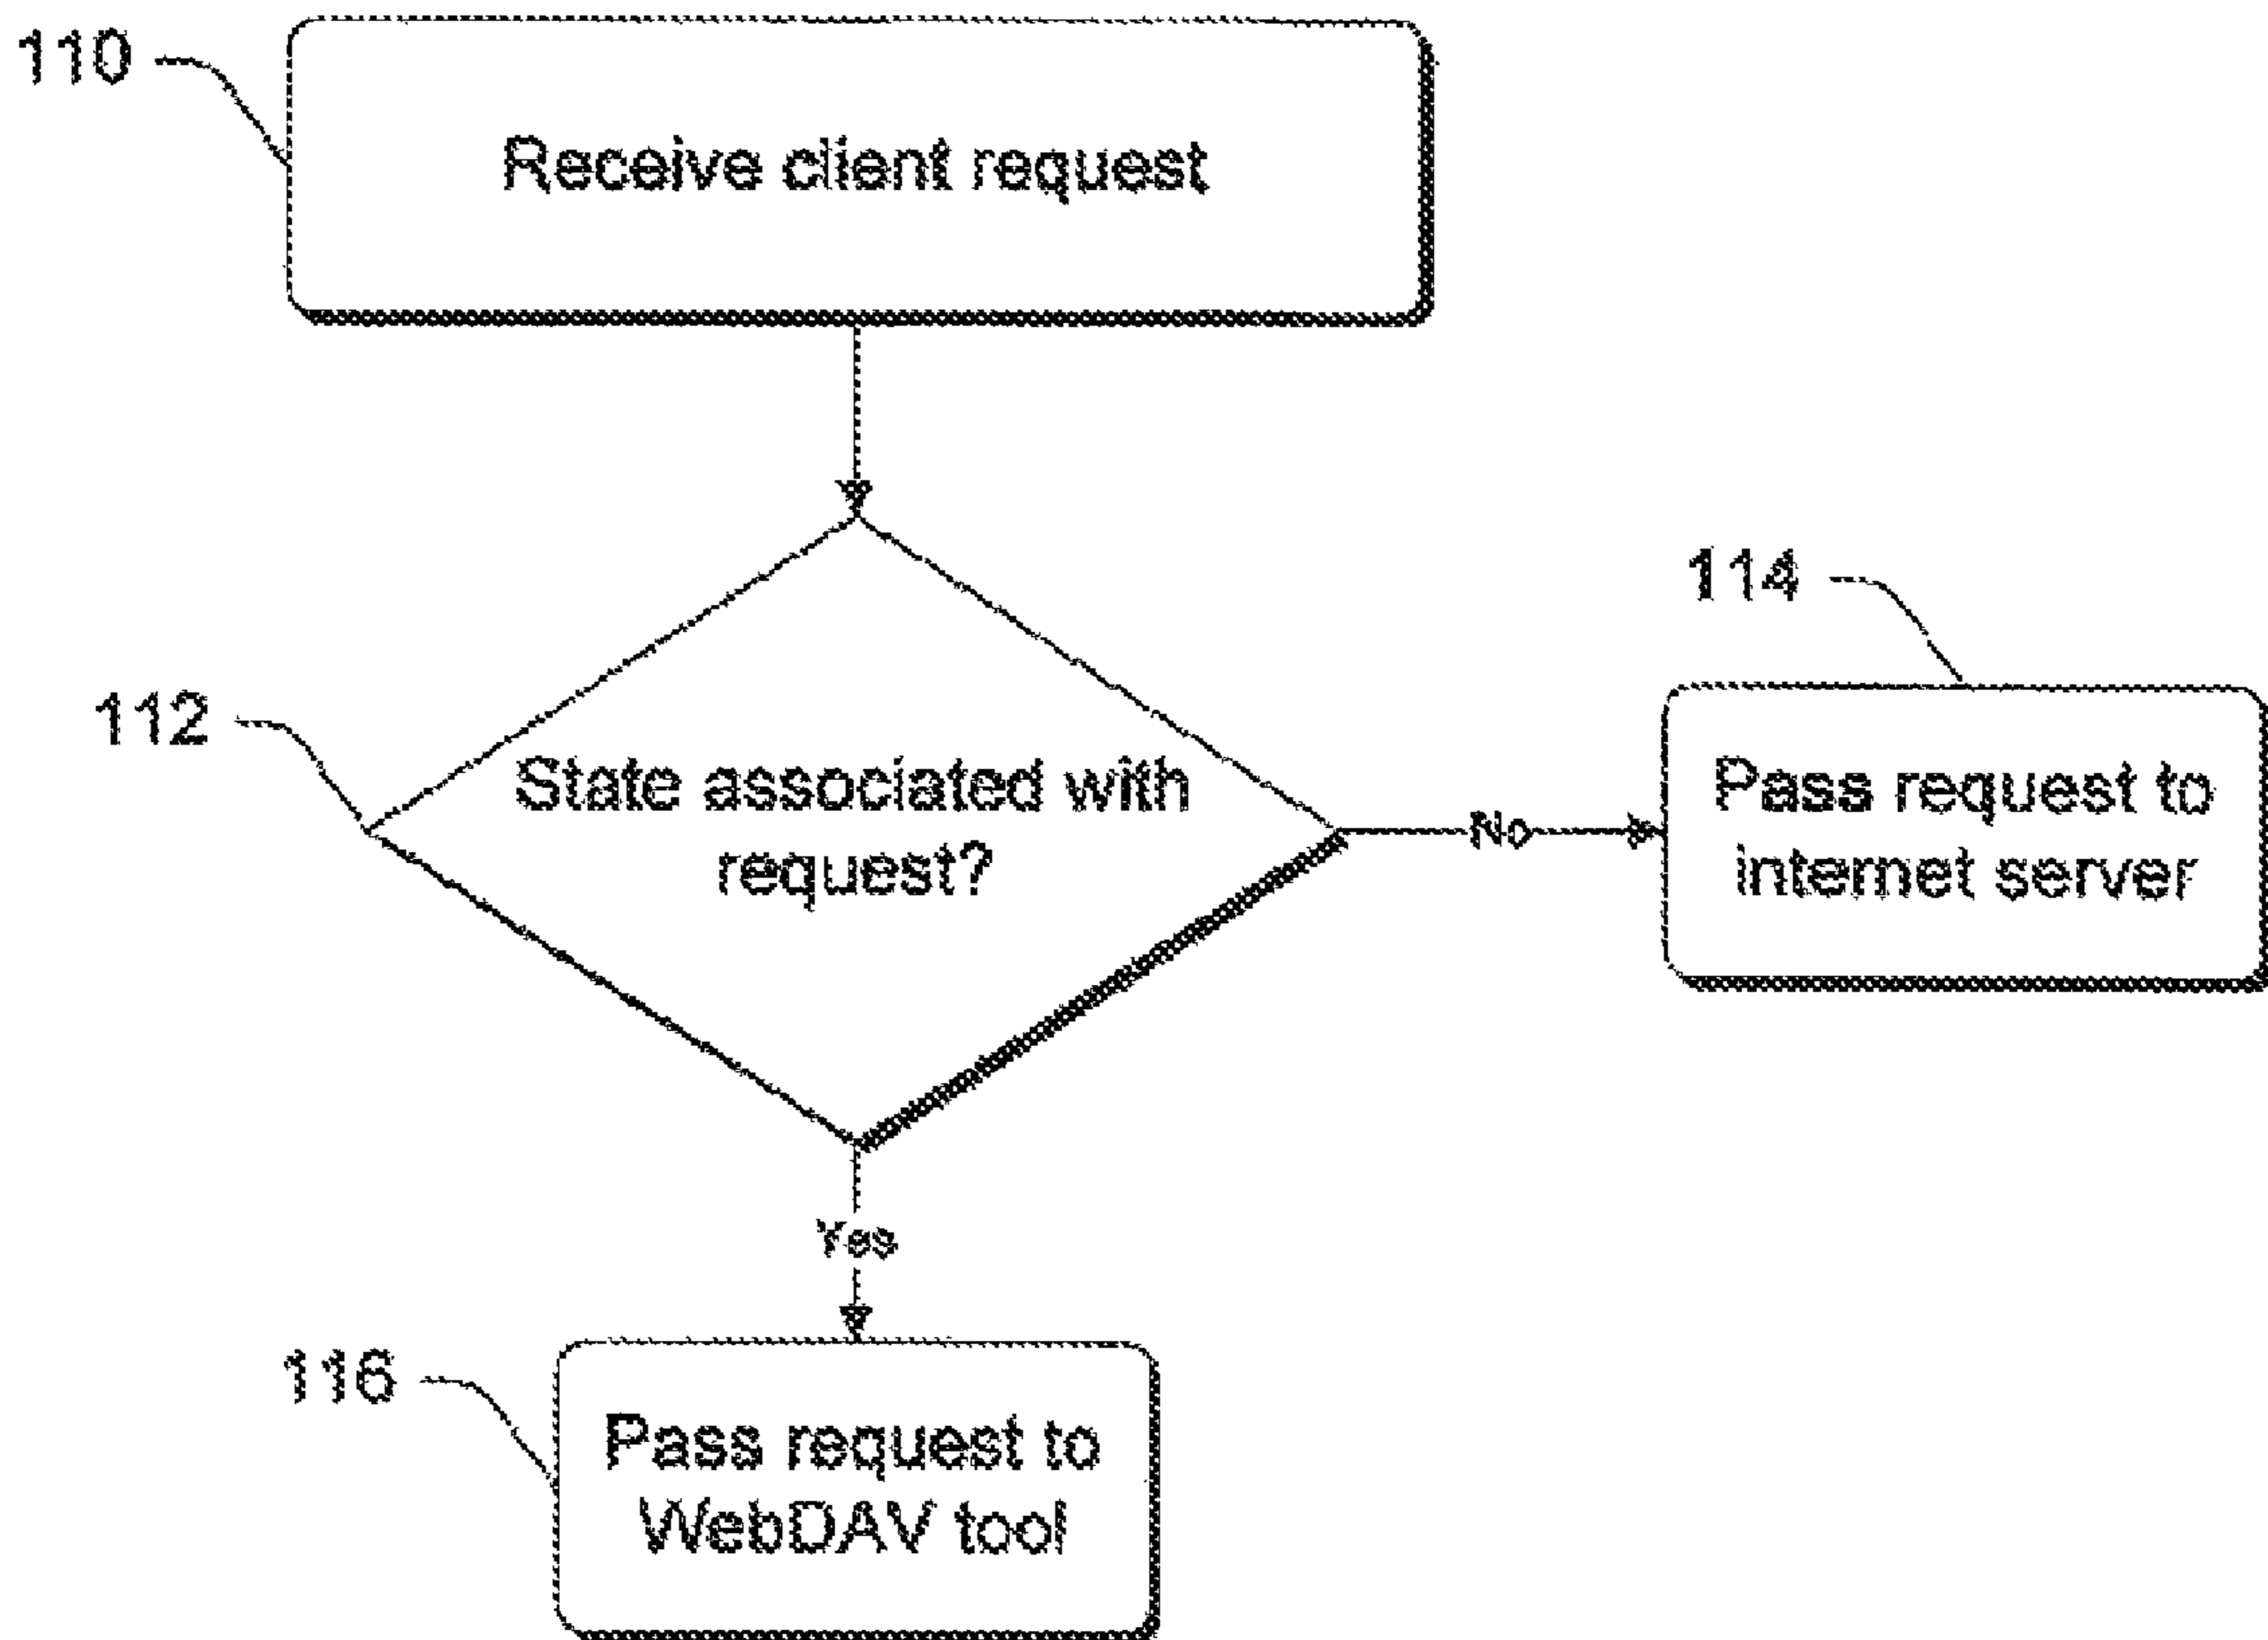 110
Receive client request
114
112
State associated with
request?
No
Pass request to
internet server
Yes
116
Pass request to
WebDAV tool